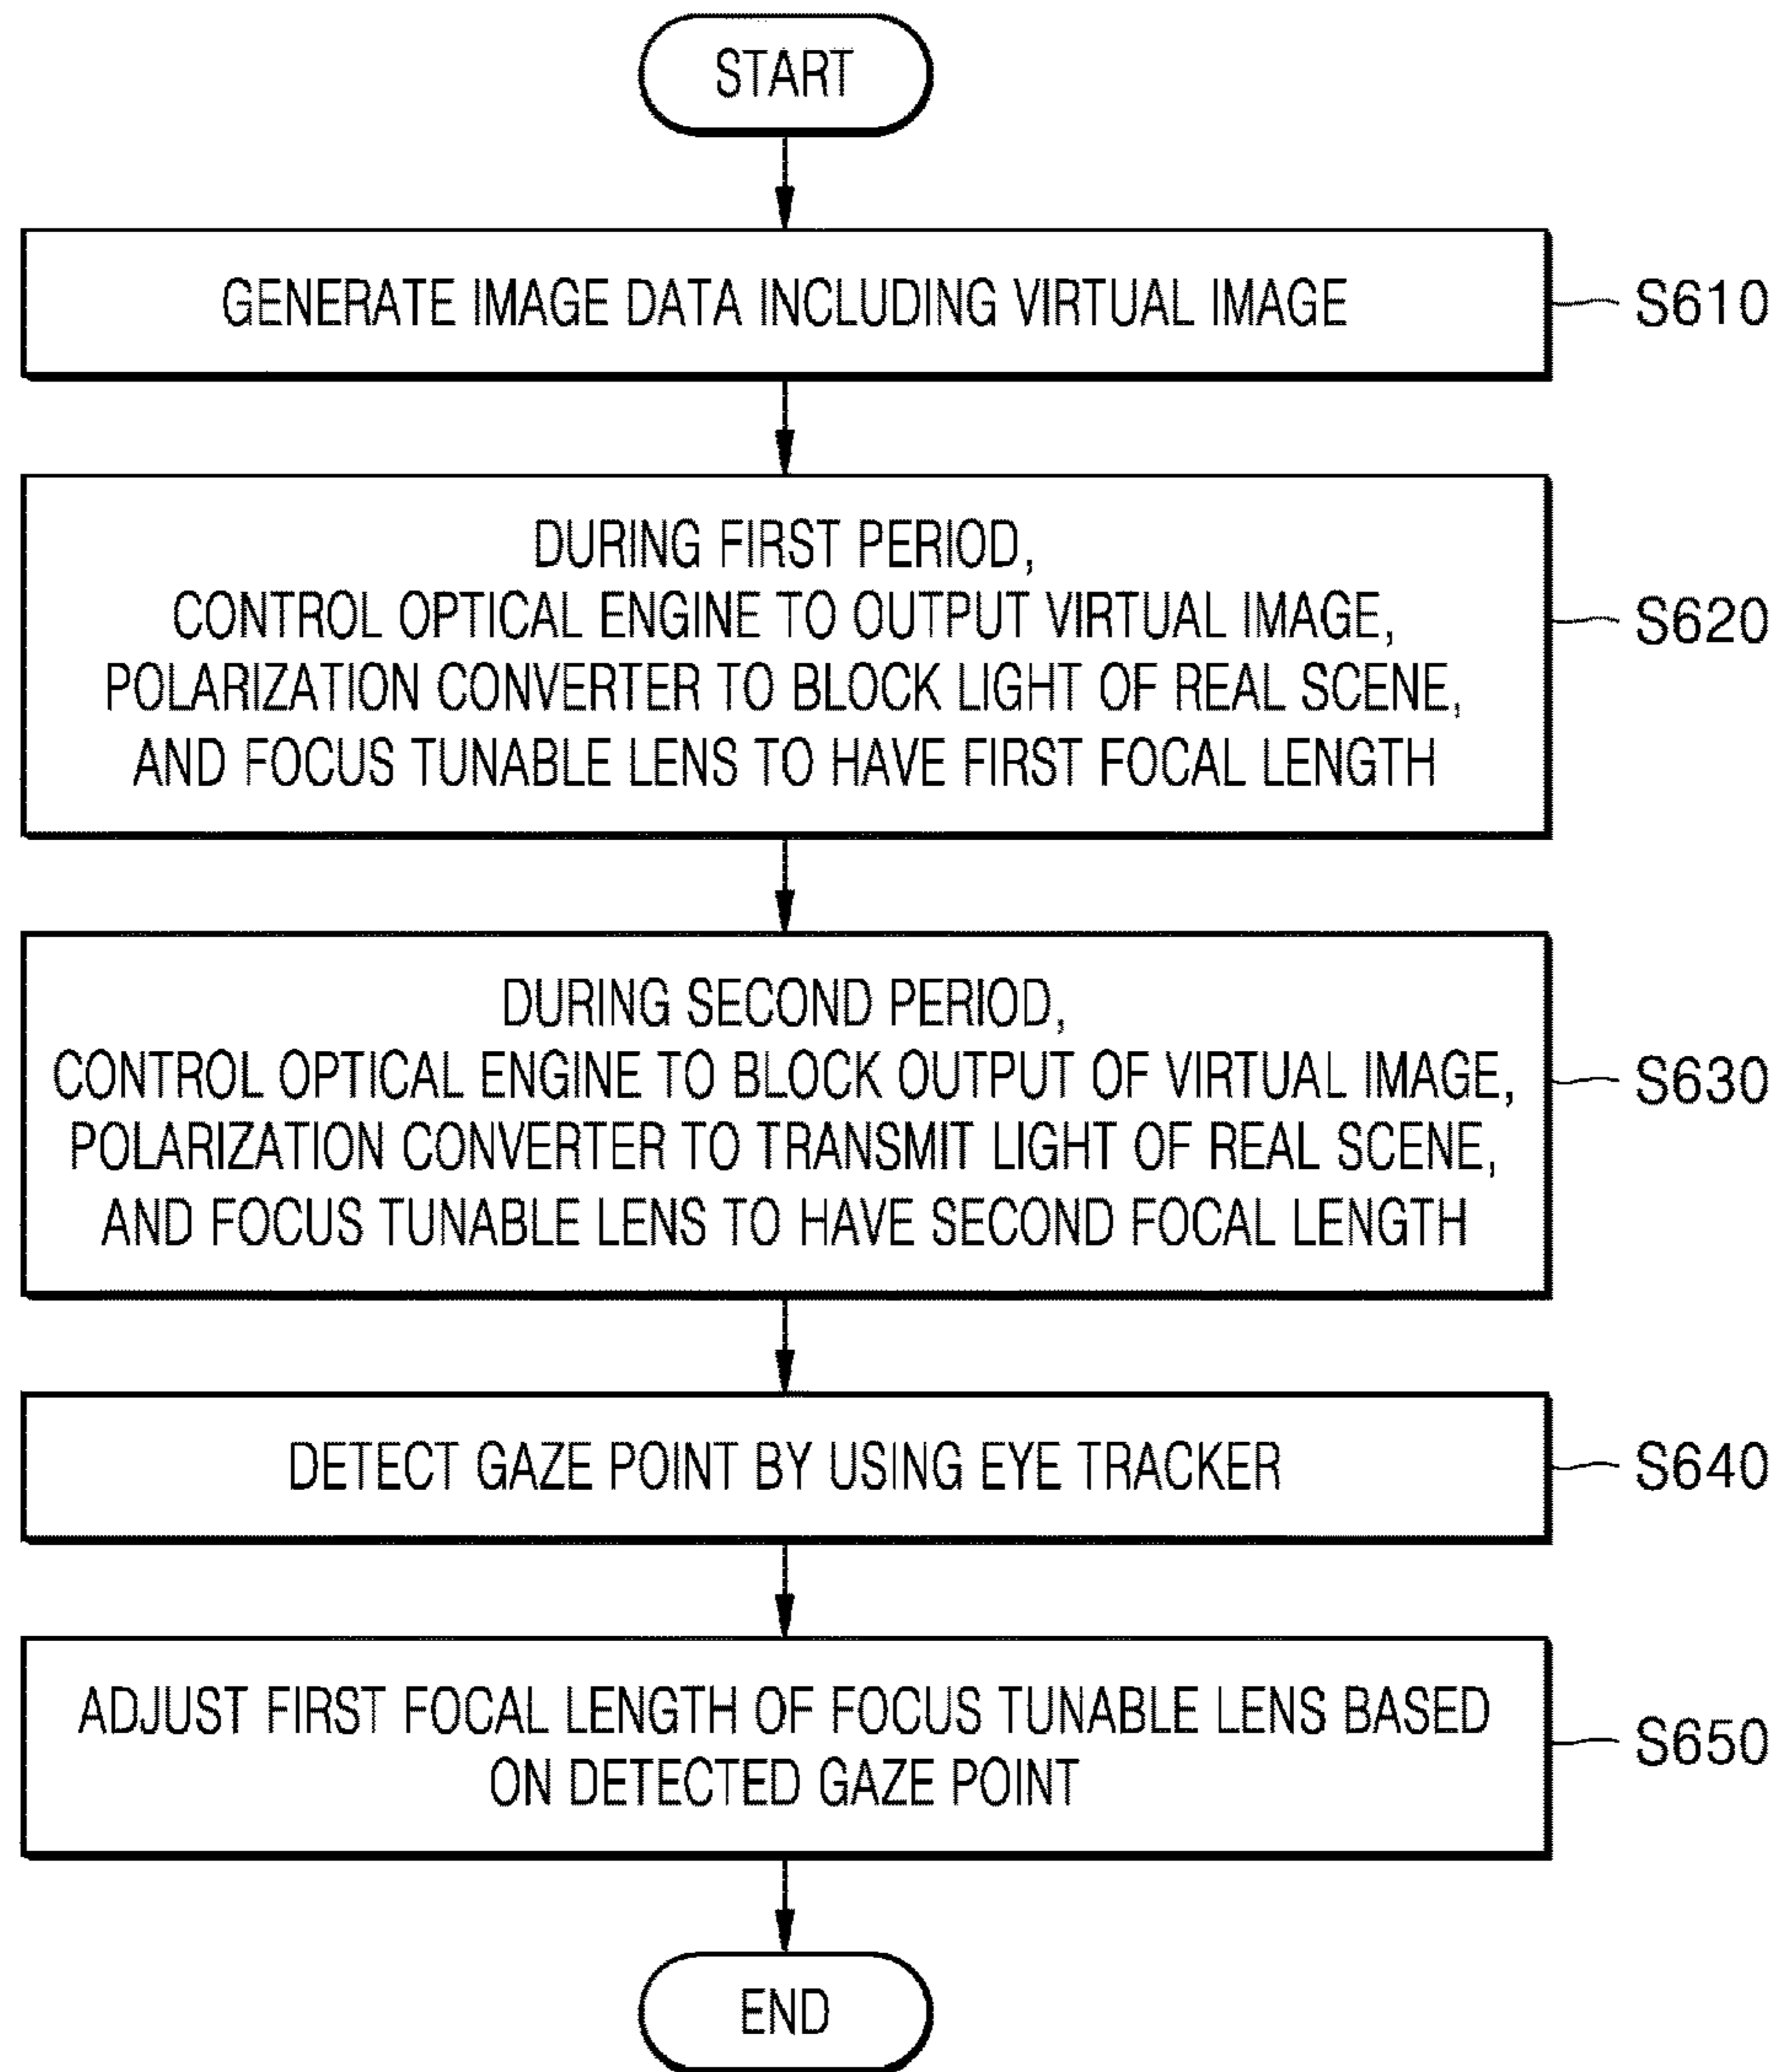 START
GENERATE IMAGE DATA INCLUDING VIRTUAL IMAGE
S610
DURING FIRST PERIOD,
CONTROL OPTICAL ENGINE TO OUTPUT VIRTUAL IMAGE,
POLARIZATION CONVERTER TO BLOCK LIGHT OF REAL SCENE,
AND FOCUS TUNABLE LENS TO HAVE FIRST FOCAL LENGTH
S620
DURING SECOND PERIOD,
CONTROL OPTICAL ENGINE TO BLOCK OUTPUT OF VIRTUAL IMAGE,
POLARIZATION CONVERTER TO TRANSMIT LIGHT OF REAL SCENE,
AND FOCUS TUNABLE LENS TO HAVE SECOND FOCAL LENGTH
S630
DETECT GAZE POINT BY USING EYE TRACKER
S640
ADJUST FIRST FOCAL LENGTH OF FOCUS TUNABLE LENS BASED
ON DETECTED GAZE POINT
S650
END